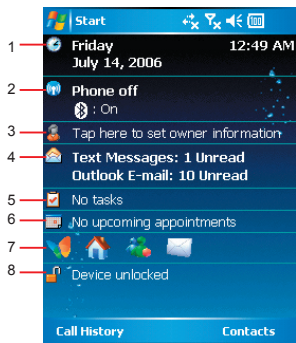 Start 100
1 Friday 12:49 AM
July 14, 2006
2 Phone off
: On
3 Tap here to set owner information
4 Text Messages: 1 Unread
Outlook E-mail: 10 Unread
5 No tasks
6 No upcoming appointments
7
8 Device unlocked
Call History Contacts